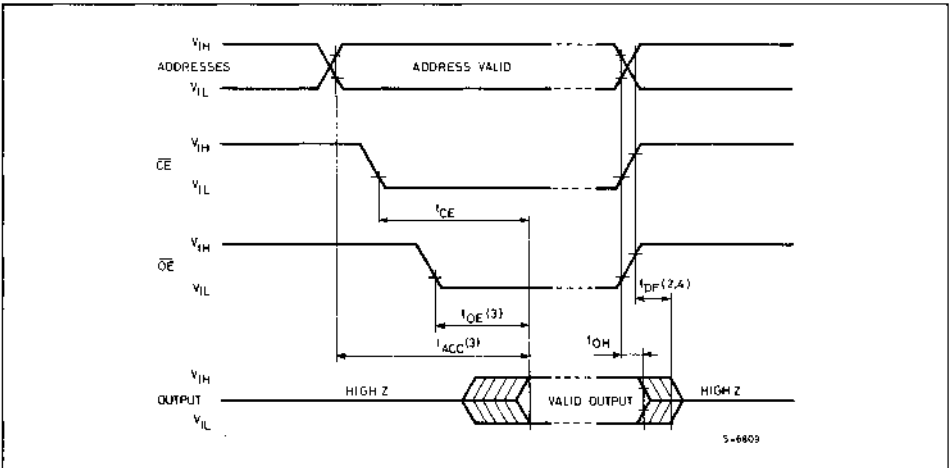 VIH
ADDRESSES
ADDRESS VALID
VIL
VIH
CE
VIL
tCE
VIH
OE
VIL
tDF(2,4)
tOE(3)
tACC(3)
tOH
VIH
HIGH Z
OUTPUT
VALID OUTPUT
HIGH Z
VIL
S-6809